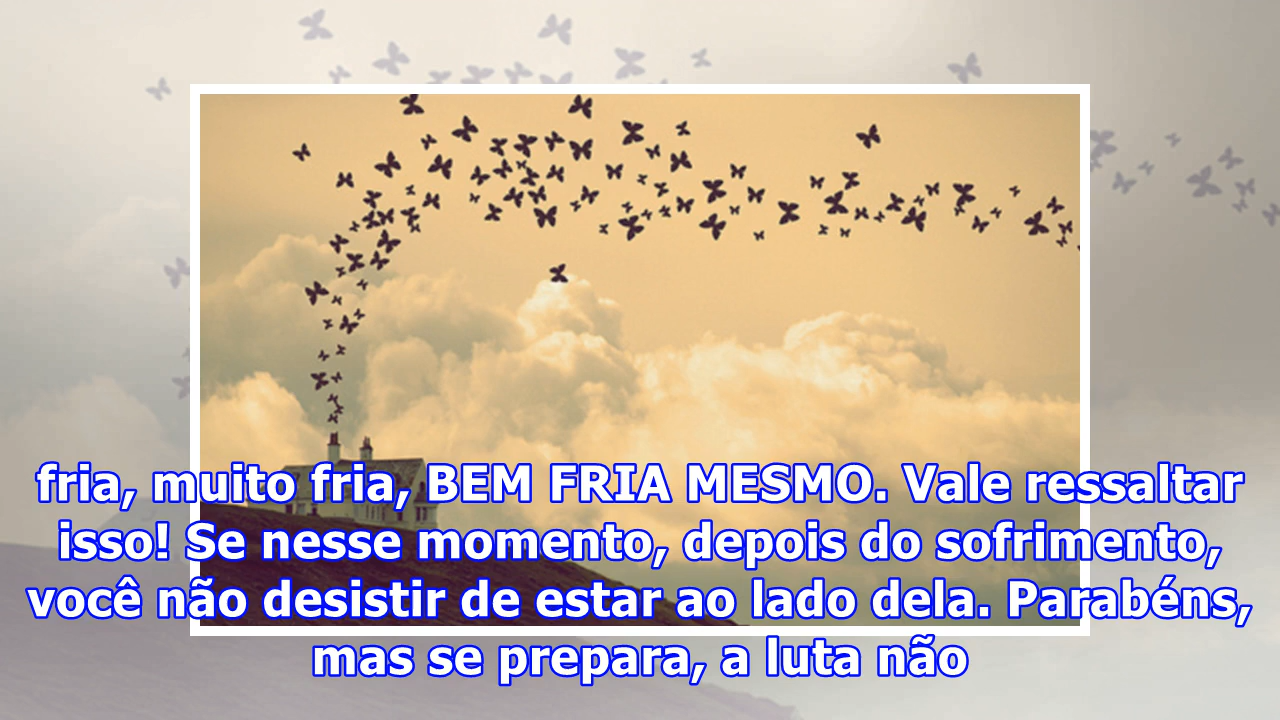 fria, muito fria, BEM FRIA MESMO. Vale ressaltar
isso! Se nesse momento, depois do sofrimento,
você não desistir de estar ao lado dela. Parabéns,
mas se prepara, a luta não